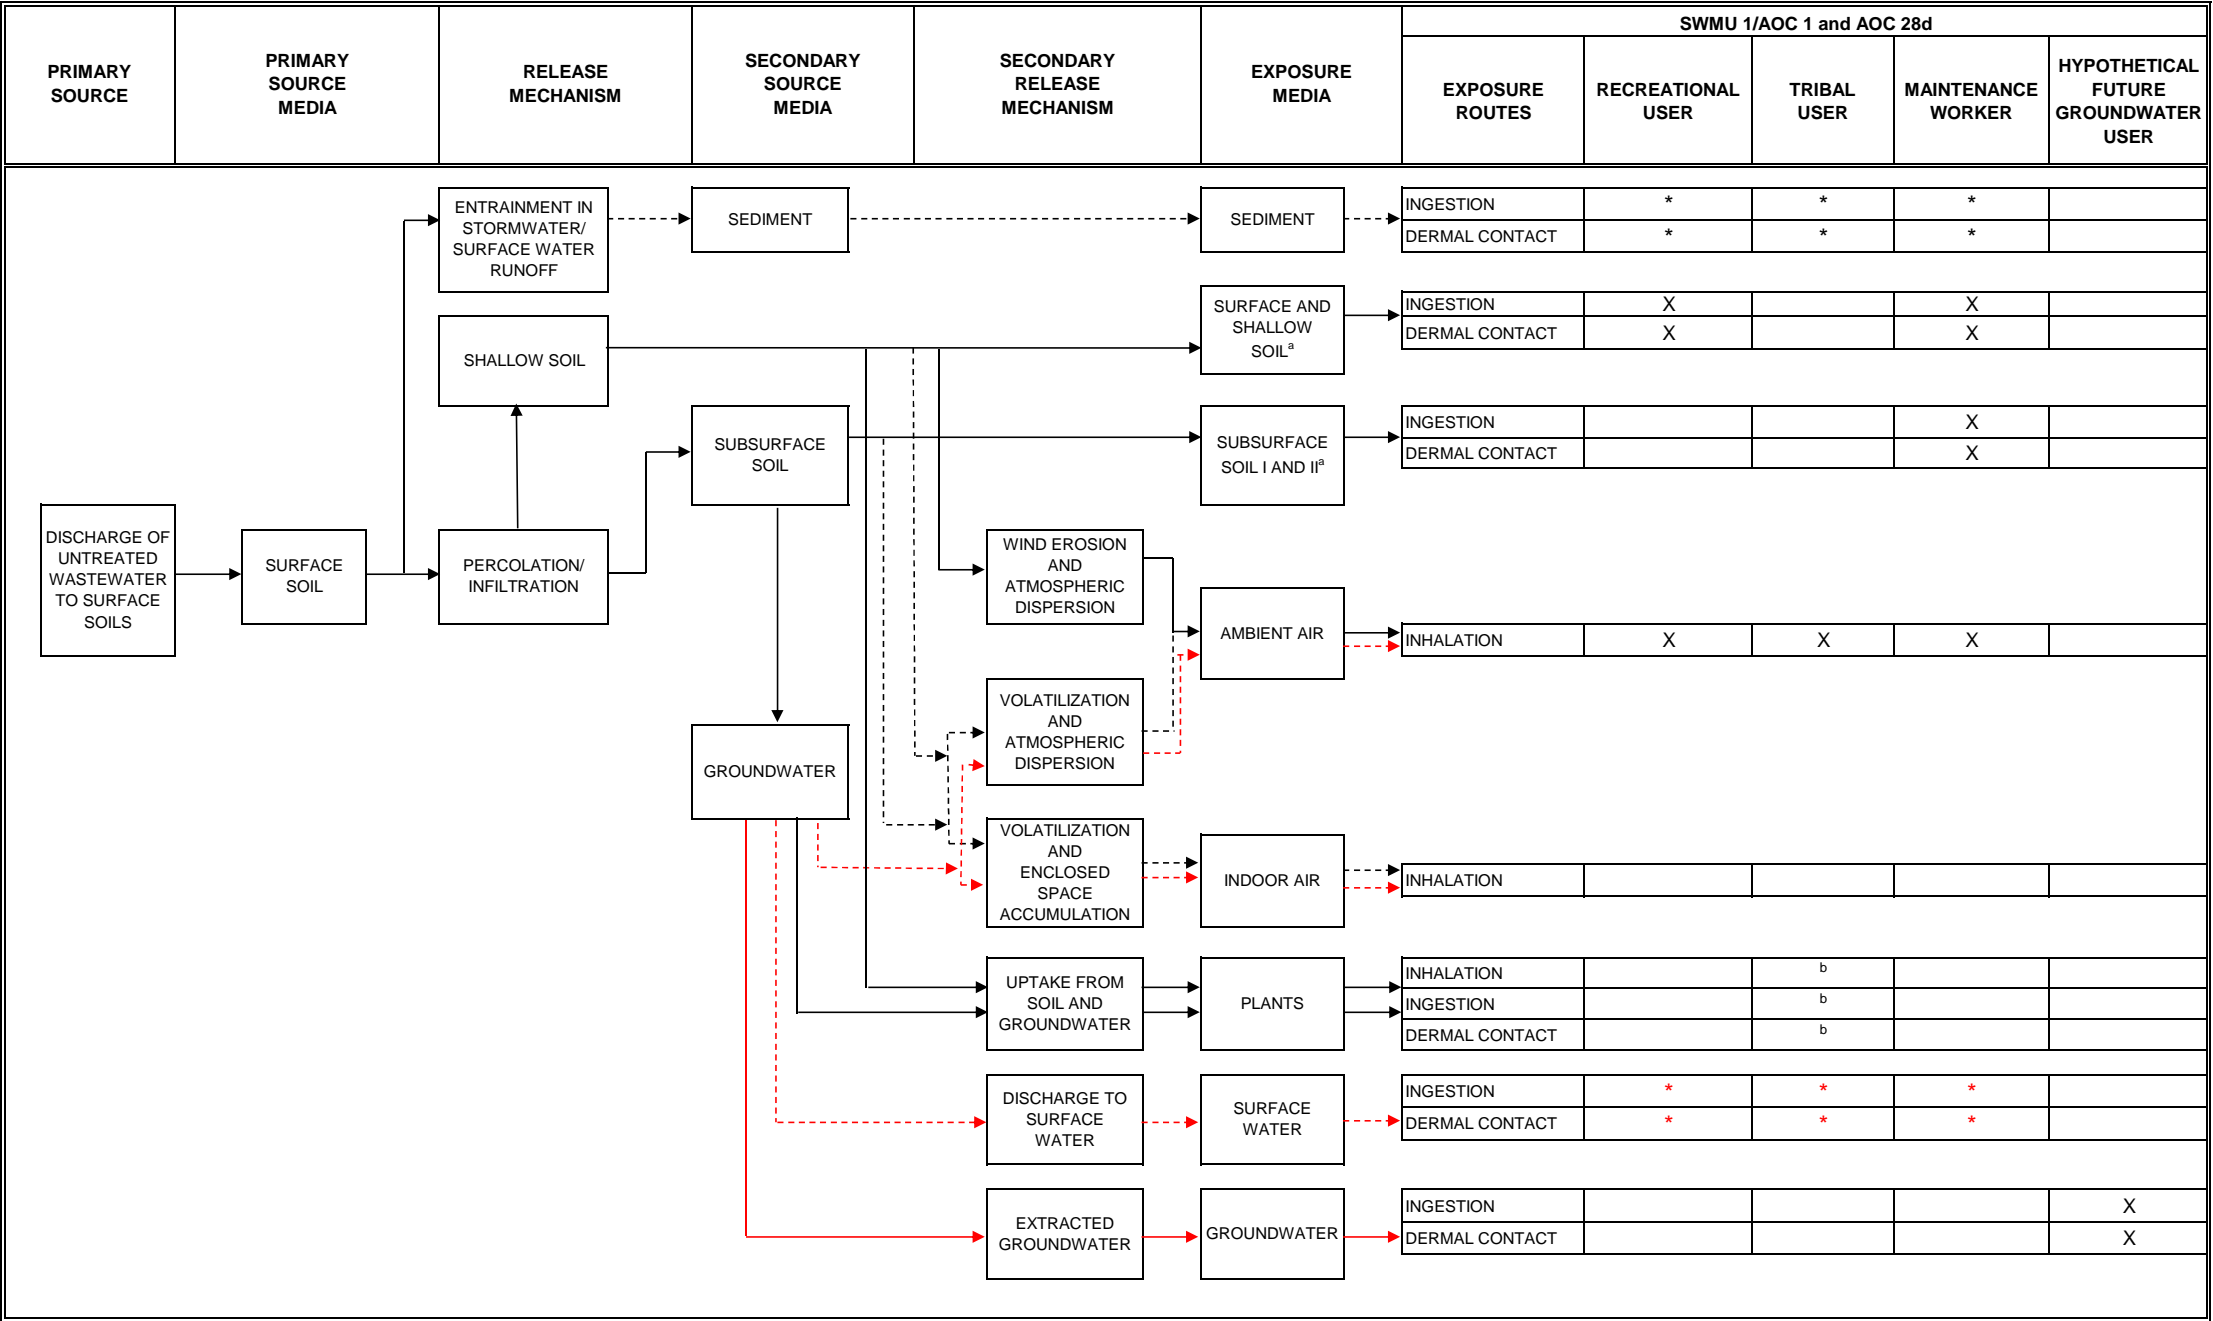 SWMU 1/AOC 1 and AOC 28d
PRIMARY
SOURCE
PRIMARY
SOURCE
MEDIA
RELEASE
MECHANISM
SECONDARY
SOURCE
MEDIA
SECONDARY
RELEASE
MECHANISM
EXPOSURE
MEDIA
EXPOSURE
ROUTES
RECREATIONAL
USER
TRIBAL
USER
MAINTENANCE
WORKER
HYPOTHETICAL
FUTURE
GROUNDWATER
USER
DISCHARGE OF
UNTREATED
WASTEWATER
TO SURFACE
SOILS
SURFACE
SOIL
ENTRAINMENT IN
STORMWATER/
SURFACE WATER
RUNOFF
SHALLOW SOIL
PERCOLATION/
INFILTRATION
SEDIMENT
SUBSURFACE
SOIL
GROUNDWATER
WIND EROSION
AND
ATMOSPHERIC
DISPERSION
VOLATILIZATION
AND
ATMOSPHERIC
DISPERSION
VOLATILIZATION
AND
ENCLOSED
SPACE
ACCUMULATION
UPTAKE FROM
SOIL AND
GROUNDWATER
DISCHARGE TO
SURFACE
WATER
EXTRACTED
GROUNDWATER
SEDIMENT
INGESTION * * *
DERMAL CONTACT * * *
SURFACE AND
SHALLOW
SOILa
INGESTION X X
DERMAL CONTACT X X
SUBSURFACE
SOIL I AND IIa
INGESTION X
DERMAL CONTACT X
AMBIENT AIR
INHALATION X X X
INDOOR AIR
INHALATION
PLANTS
INHALATION b
INGESTION b
DERMAL CONTACT b
SURFACE
WATER
INGESTION * * *
DERMAL CONTACT * * *
GROUNDWATER
INGESTION X
DERMAL CONTACT X